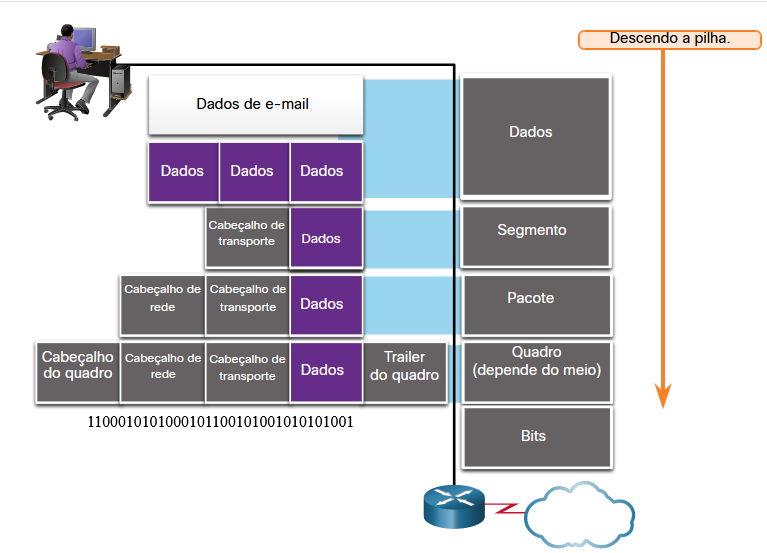 Descendo a pilha.
Dados de e-mail
Dados
Dados Dados Dados
Cabeçalho de
transporte
Dados
Segmento
Cabeçalho de
rede
Cabeçalho de
transporte
Dados
Pacote
Cabeçalho
do quadro
Cabeçalho de
rede
Cabeçalho de
transporte
Dados
Trailer
do quadro
Quadro
(depende do meio)
1100010101000101100101001010101001
Bits